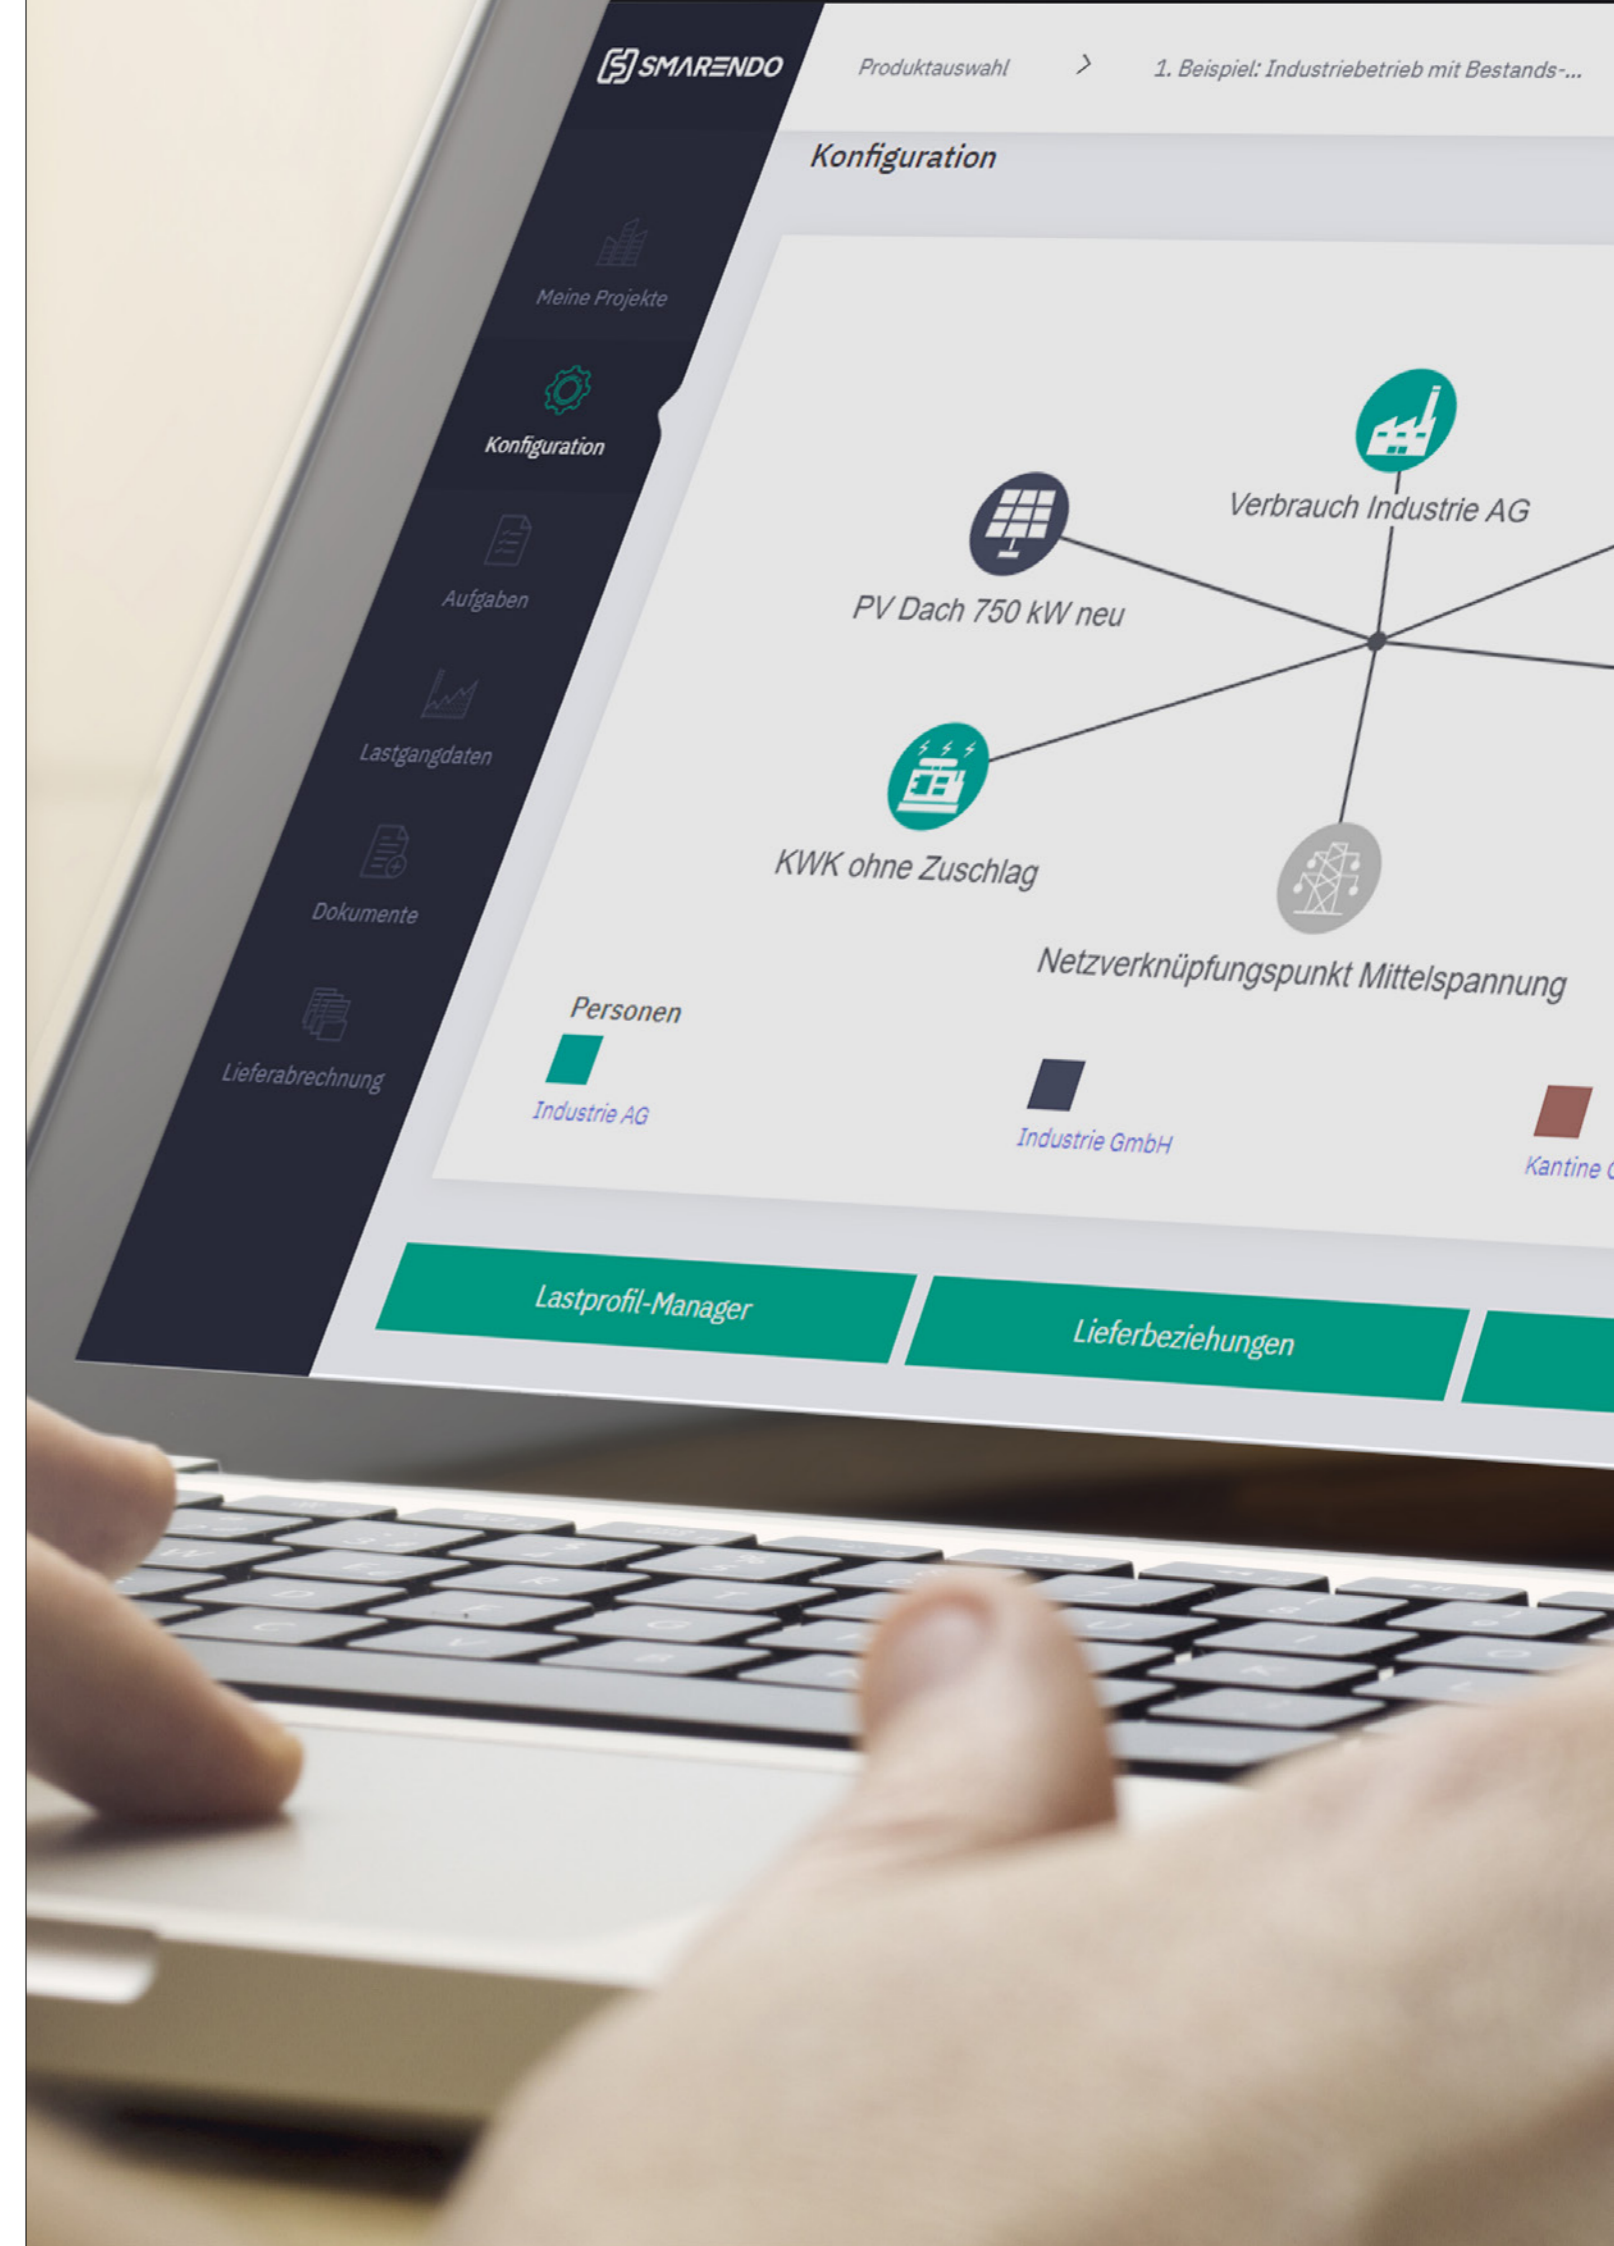 SMARENDO
Produktauswahl > 1. Beispiel: Industriebetrieb mit Bestands-...
Konfiguration
Meine Projekte
Konfiguration
Aufgaben
Lastgangdaten
Dokumente
Lieferabrechnung
Verbrauch Industrie AG
PV Dach 750 kW neu
KWK ohne Zuschlag
Netzverknüpfungspunkt Mittelspannung
Personen
Industrie AG
Industrie GmbH
Kantine
Lastprofil-Manager
Lieferbeziehungen